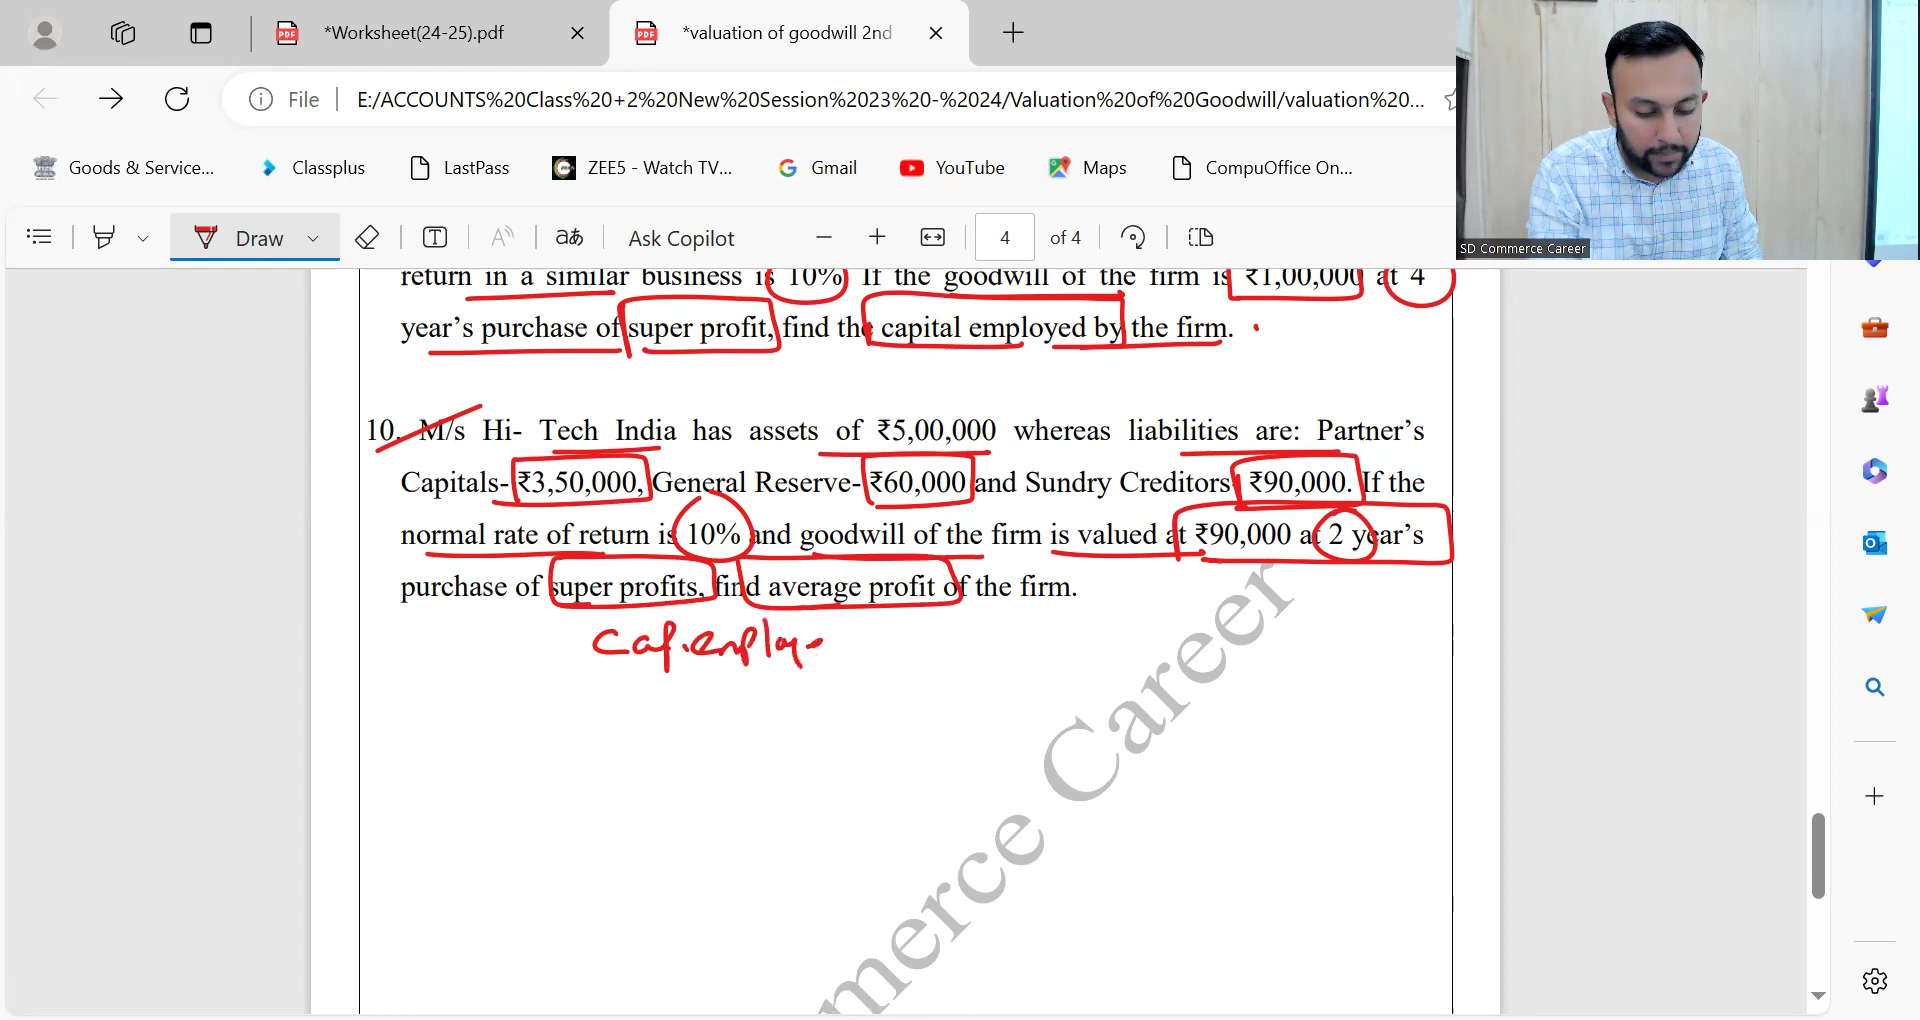 *Worksheet(24-25).pdf
*valuation of goodwill 2nd
File
E:/ACCOUNTS%20Class%20+2%20New%20Session%202023%20-%2024/Valuation%20of%20Goodwill/valuation%20...
Goods & Service... Classplus LastPass ZEE5 - Watch TV... Gmail YouTube Maps CompuOffice On...
Draw Ask Copilot 4 of 4
SD Commerce Career
return in a similar business is 10% If the goodwill of the firm is ₹1,00,000 at 4
year’s purchase of super profit, find the capital employed by the firm.
10. M/s Hi- Tech India has assets of ₹5,00,000 whereas liabilities are: Partner’s
Capitals- ₹3,50,000, General Reserve- ₹60,000 and Sundry Creditors- ₹90,000. If the
normal rate of return is 10% and goodwill of the firm is valued at ₹90,000 at 2 year’s
purchase of super profits, find average profit of the firm.
Cap.employ
merce Career